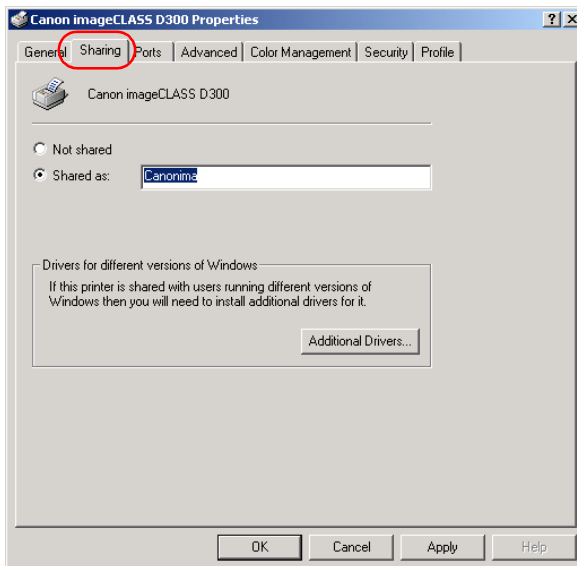 Canon imageCLASS D300 Properties
General Sharing Ports Advanced Color Management Security Profile
Canon imageCLASS D300
Not shared
Shared as: Canonima
Drivers for different versions of Windows
If this printer is shared with users running different versions of
Windows then you will need to install additional drivers for it.
Additional Drivers...
OK Cancel Apply Help